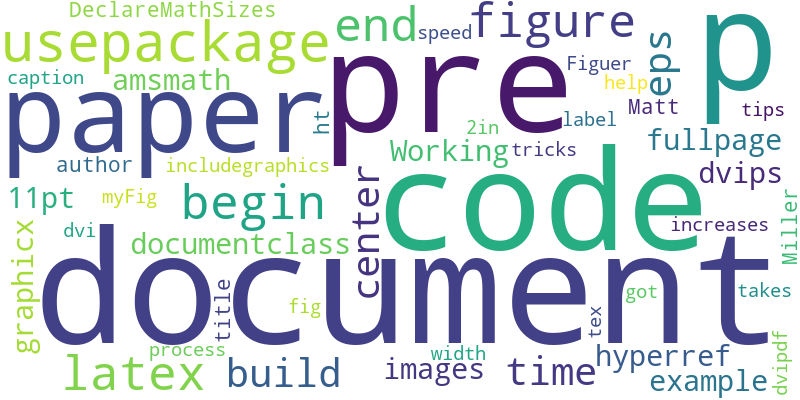 DeclareMathSizes
usepackage
end
speed
figure
p
caption
amsmath
eps
Figuer
help
paper
pre
Matt
tips
ht
2in
label
author
includegraphics
Working
tricks
fullpage
dvips
11pt
myFig
begin
center
code
increases
Miller
dvi
documentclass
graphicx
document
title
fig
got
takes
tex
process
width
hyperref
latex
build
images
time
example
dvipdf